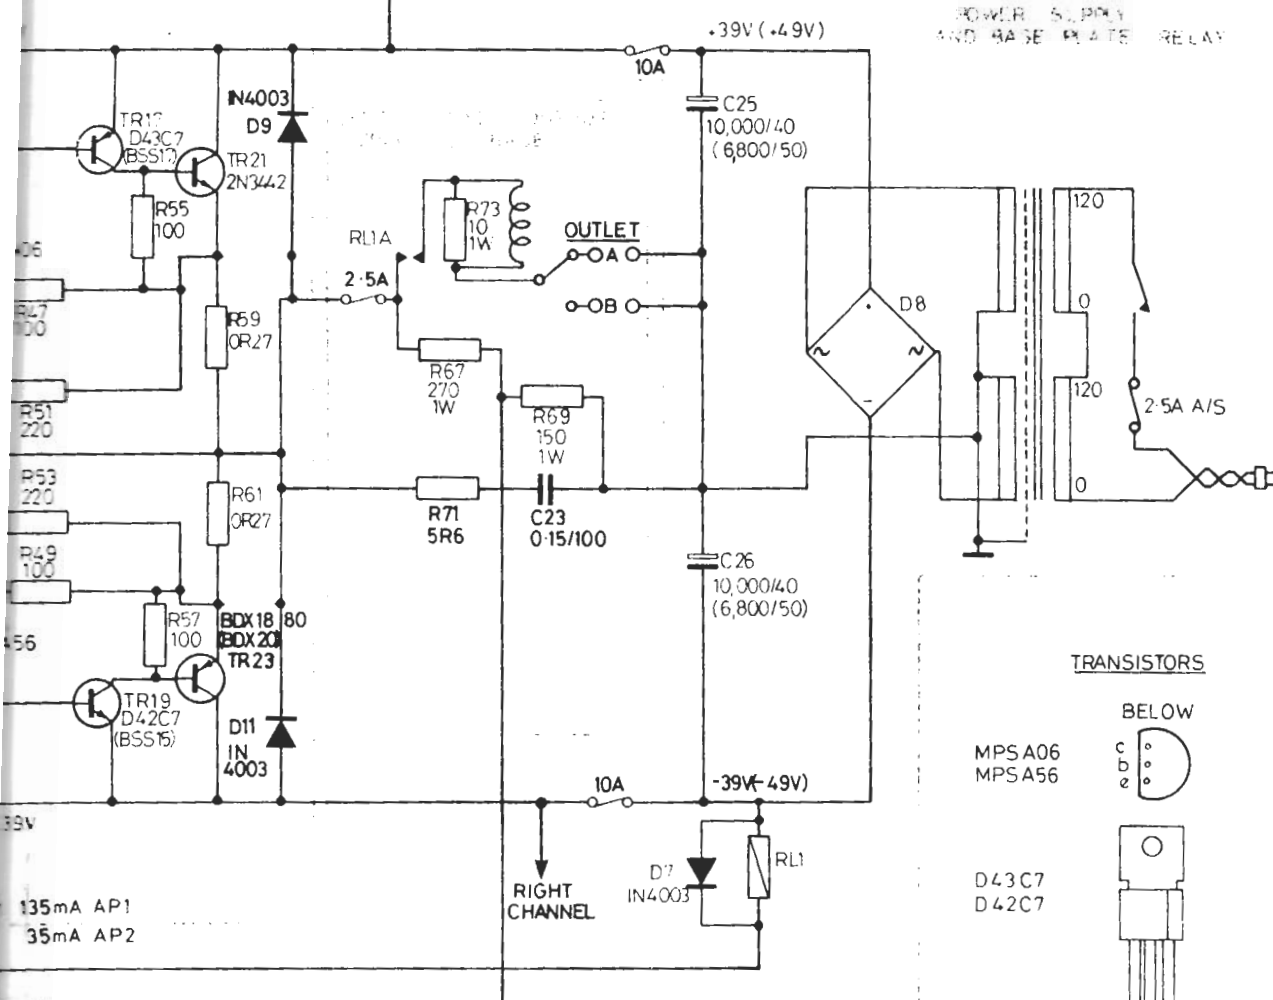 POWER SUPPLY
AND BASE PLATE RELAY
+39V (+49V)
10A
IN4003
D9
C25
10,000/40
(6,800/50)
TR17
D43C7
(BSS17)
TR21
2N3442
R55
100
R73
10
1W
RL1A
OUTLET
A
B
2·5A
120
0
120
0
2·5A A/S
D8
+
~
~
-
R47
100
R59
0R27
R67
270
1W
R51
220
R69
150
1W
R53
220
R61
0R27
R71
5R6
C23
0·15/100
R49
100
C26
10,000/40
(6,800/50)
R57
100
BDX18 80
(BDX20)
TR23
TR19
D42C7
(BSS15)
D11
IN
4003
10A
-39V(-49V)
39V
D7
IN4003
RL1
RIGHT
CHANNEL
135mA AP1
35mA AP2
TRANSISTORS
BELOW
MPSA06
MPSA56
c
b
e
D43C7
D42C7